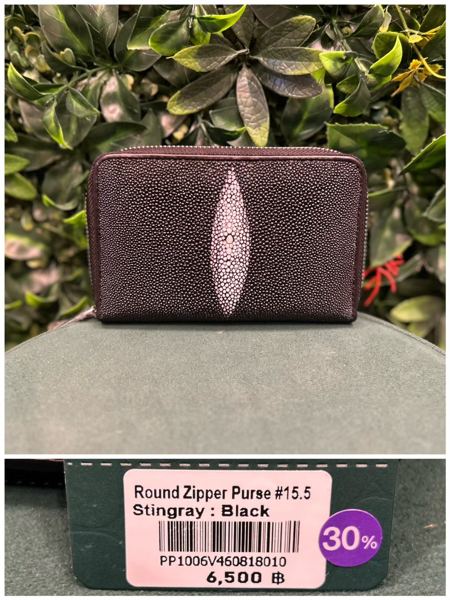 Round Zipper Purse #15.5
Stingray : Black
PP1006V460818010
6,500 ฿
30%